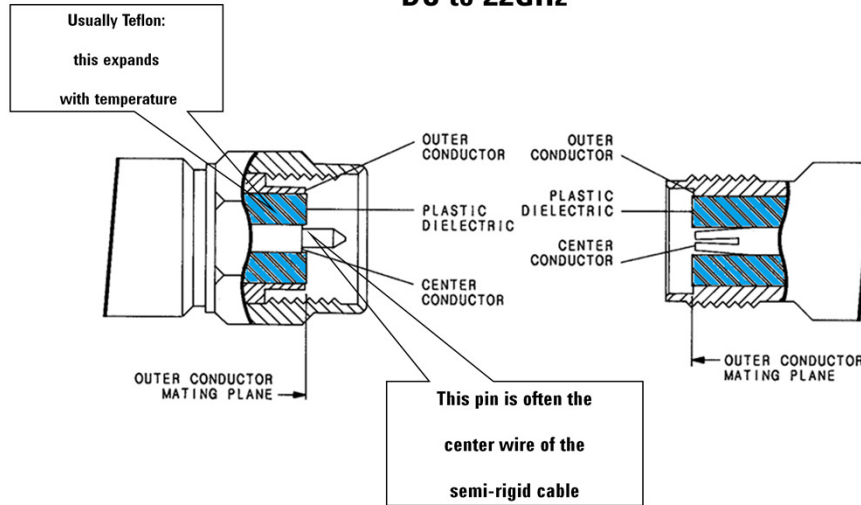 DC to 22GHz
Usually Teflon:
this expands
with temperature
OUTER
CONDUCTOR
PLASTIC
DIELECTRIC
CENTER
CONDUCTOR
OUTER CONDUCTOR
MATING PLANE
This pin is often the
center wire of the
semi-rigid cable
OUTER
CONDUCTOR
PLASTIC
DIELECTRIC
CENTER
CONDUCTOR
OUTER CONDUCTOR
MATING PLANE